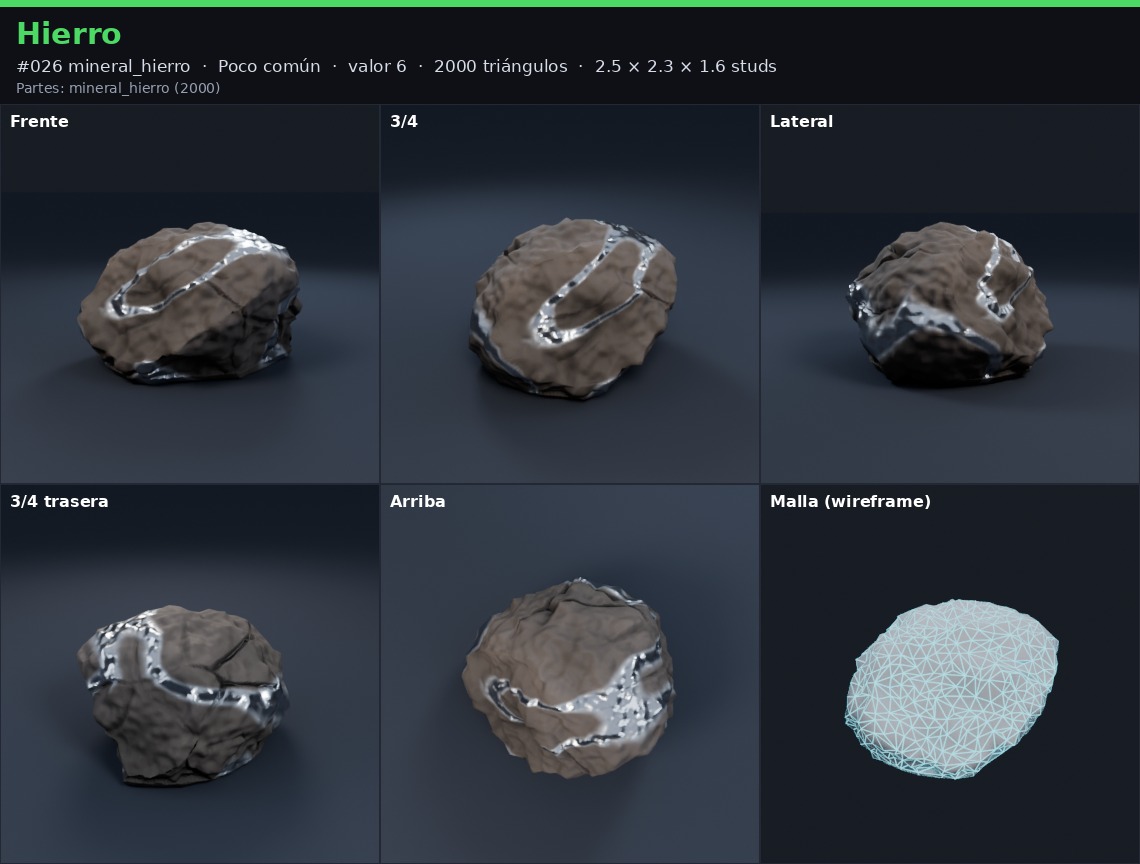 Hierro
#026 mineral_hierro · Poco común · valor 6 · 2000 triángulos · 2.5 × 2.3 × 1.6 studs
Partes: mineral_hierro (2000)
Frente
3/4
Lateral
3/4 trasera
Arriba
Malla (wireframe)